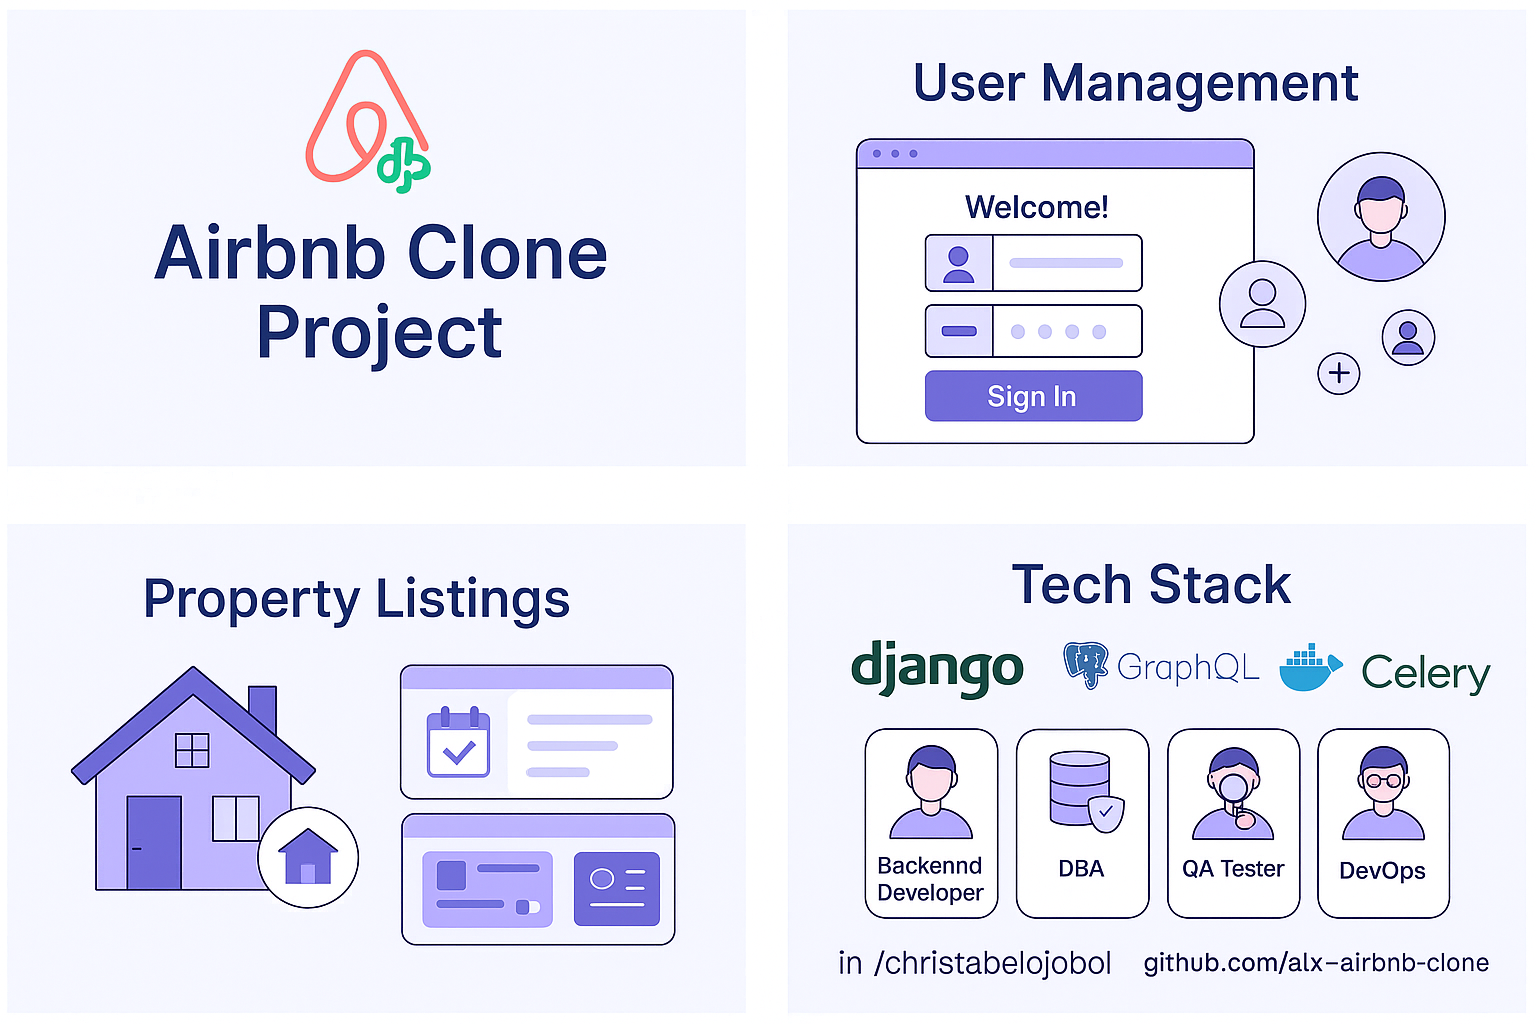 Airbnb Clone
Project
User Management
Welcome!
Sign In
Property Listings
Tech Stack
django
GraphQL
Celery
Backennd
Developer
DBA
QA Tester
DevOps
in /christabelojobol
github.com/alx-airbnb-clone